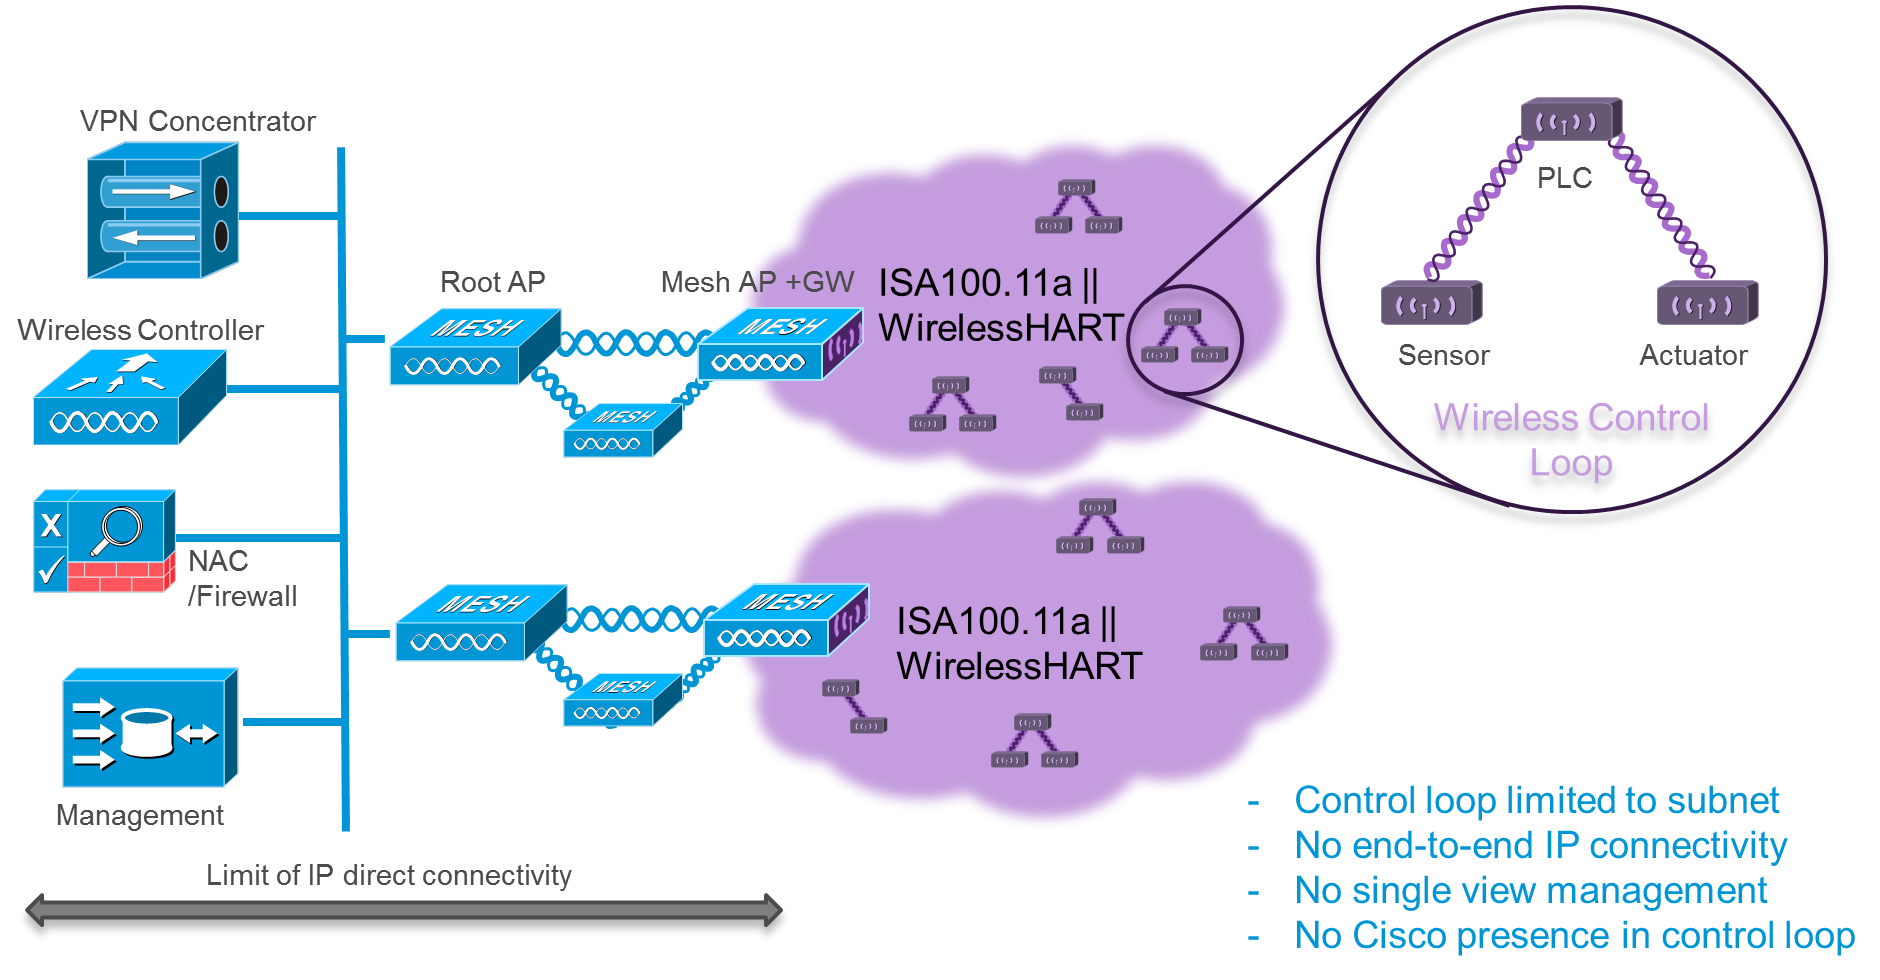 VPN Concentrator
Wireless Controller
NAC
/Firewall
Management
Limit of IP direct connectivity
Root AP
Mesh AP +GW
MESH
MESH
MESH
ISA100.11a ||
WirelessHART
MESH
MESH
MESH
ISA100.11a ||
WirelessHART
PLC
Sensor
Actuator
Wireless Control
Loop
- Control loop limited to subnet
- No end-to-end IP connectivity
- No single view management
- No Cisco presence in control loop